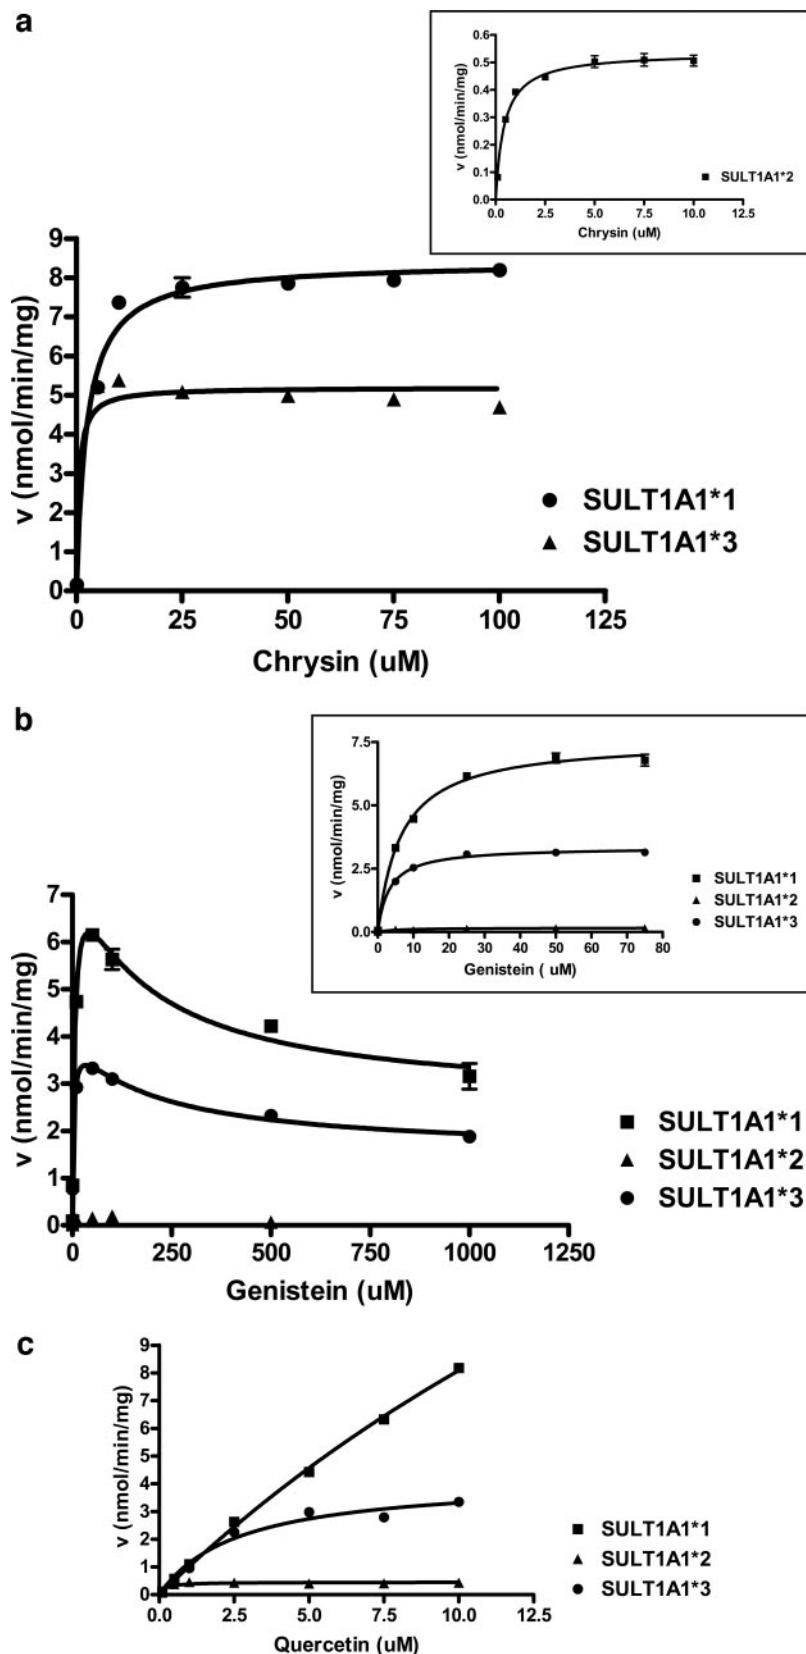 a
0.6
0.5
0.4
0.3
0.2
0.1
0.0
v (nmol/min/mg)
0.0 2.5 5.0 7.5 10.0 12.5
Chrysin (uM)
SULT1A1*2
9
8
7
6
5
4
3
2
1
0
v (nmol/min/mg)
0 25 50 75 100 125
Chrysin (uM)
SULT1A1*1
SULT1A1*3
b
7.5
5.0
2.5
0.0
v (nmol/min/mg)
0 10 20 30 40 50 60 70 80
Genistein ( uM)
SULT1A1*1
SULT1A1*2
SULT1A1*3
7
6
5
4
3
2
1
0
v (nmol/min/mg)
0 250 500 750 1000 1250
Genistein (uM)
SULT1A1*1
SULT1A1*2
SULT1A1*3
c
9
8
7
6
5
4
3
2
1
0
v (nmol/min/mg)
0.0 2.5 5.0 7.5 10.0 12.5
Quercetin (uM)
SULT1A1*1
SULT1A1*2
SULT1A1*3